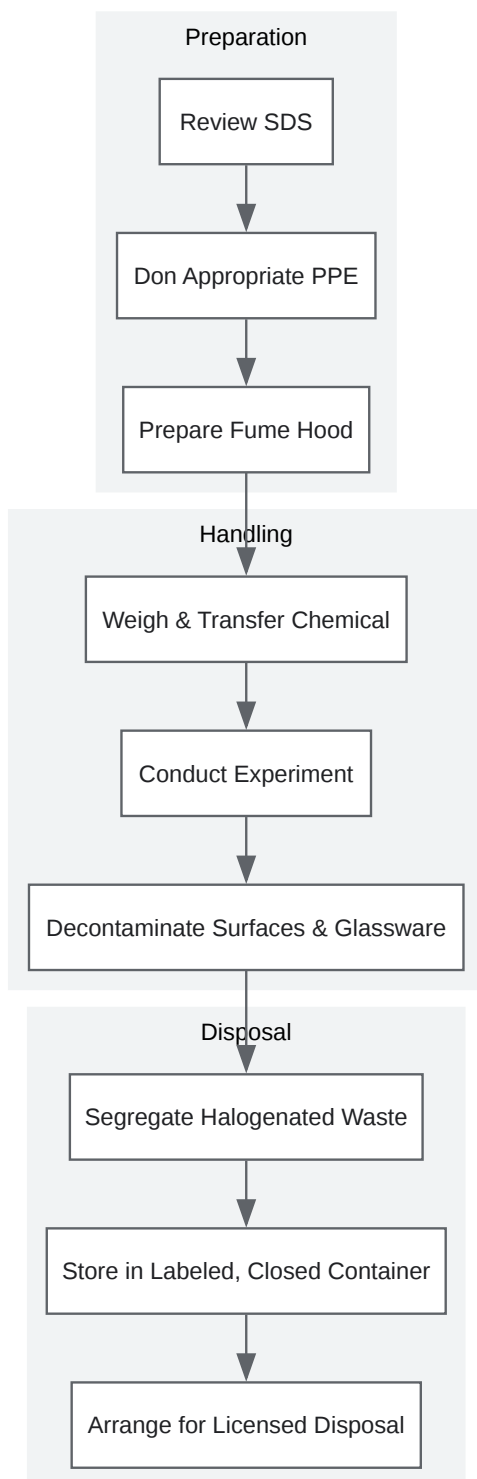 Preparation
Review SDS
Don Appropriate PPE
Prepare Fume Hood
Handling
Weigh & Transfer Chemical
Conduct Experiment
Decontaminate Surfaces & Glassware
Disposal
Segregate Halogenated Waste
Store in Labeled, Closed Container
Arrange for Licensed Disposal